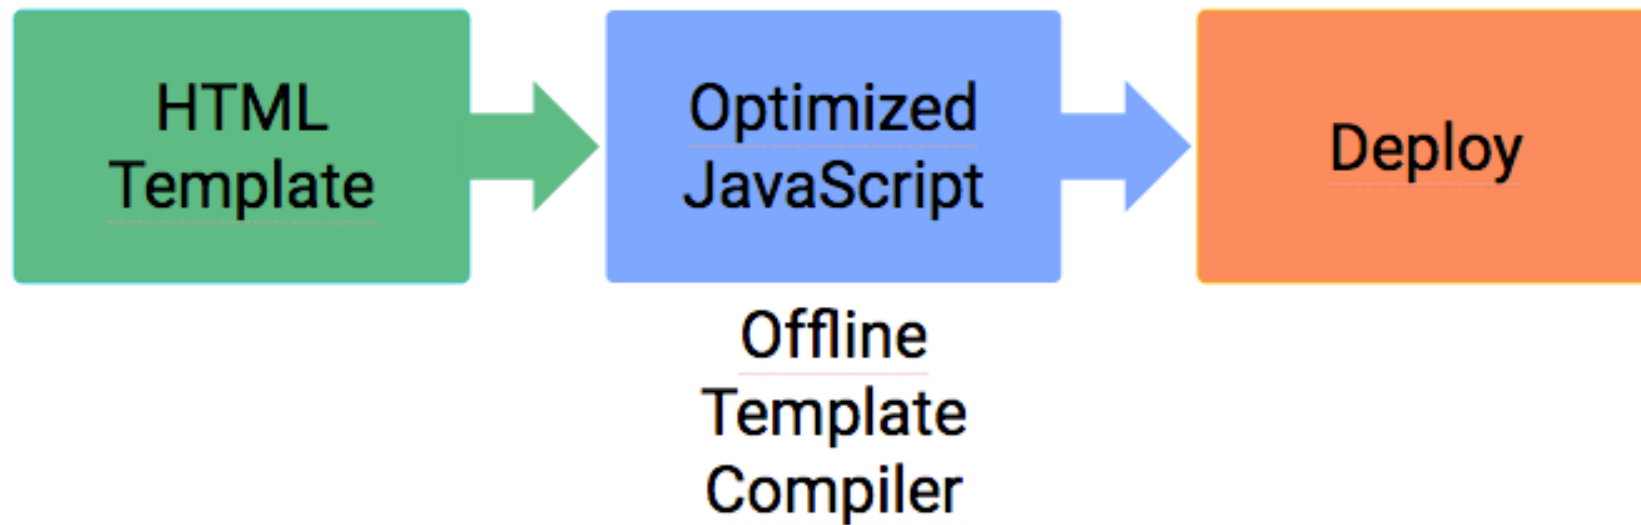 HTML
Template
Optimized
JavaScript
Deploy
Offline
Template
Compiler